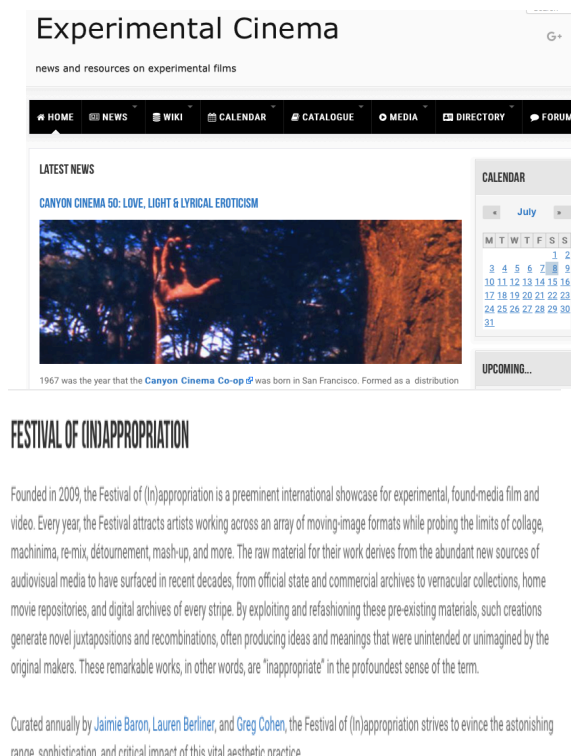 Experimental Cinema
G+
news and resources on experimental films
HOME NEWS WIKI CALENDAR CATALOGUE MEDIA DIRECTORY FORUM
LATEST NEWS
CANYON CINEMA 50: LOVE, LIGHT & LYRICAL EROTICISM
1967 was the year that the Canyon Cinema Co-op was born in San Francisco. Formed as a distribution
CALENDAR
« July »
M T W T F S S
1 2
3 4 5 6 7 8 9
10 11 12 13 14 15 16
17 18 19 20 21 22 23
24 25 26 27 28 29 30
31
UPCOMING...
FESTIVAL OF (IN)APPROPRIATION
Founded in 2009, the Festival of (In)appropriation is a preeminent international showcase for experimental, found-media film and
video. Every year, the Festival attracts artists working across an array of moving-image formats while probing the limits of collage,
machinima, re-mix, détournement, mash-up, and more. The raw material for their work derives from the abundant new sources of
audiovisual media to have surfaced in recent decades, from official state and commercial archives to vernacular collections, home
movie repositories, and digital archives of every stripe. By exploiting and refashioning these pre-existing materials, such creations
generate novel juxtapositions and recombinations, often producing ideas and meanings that were unintended or unimagined by the
original makers. These remarkable works, in other words, are “inappropriate” in the profoundest sense of the term.
Curated annually by Jaimie Baron, Lauren Berliner, and Greg Cohen, the Festival of (In)appropriation strives to evince the astonishing
range, sophistication, and critical impact of this vital aesthetic practice.